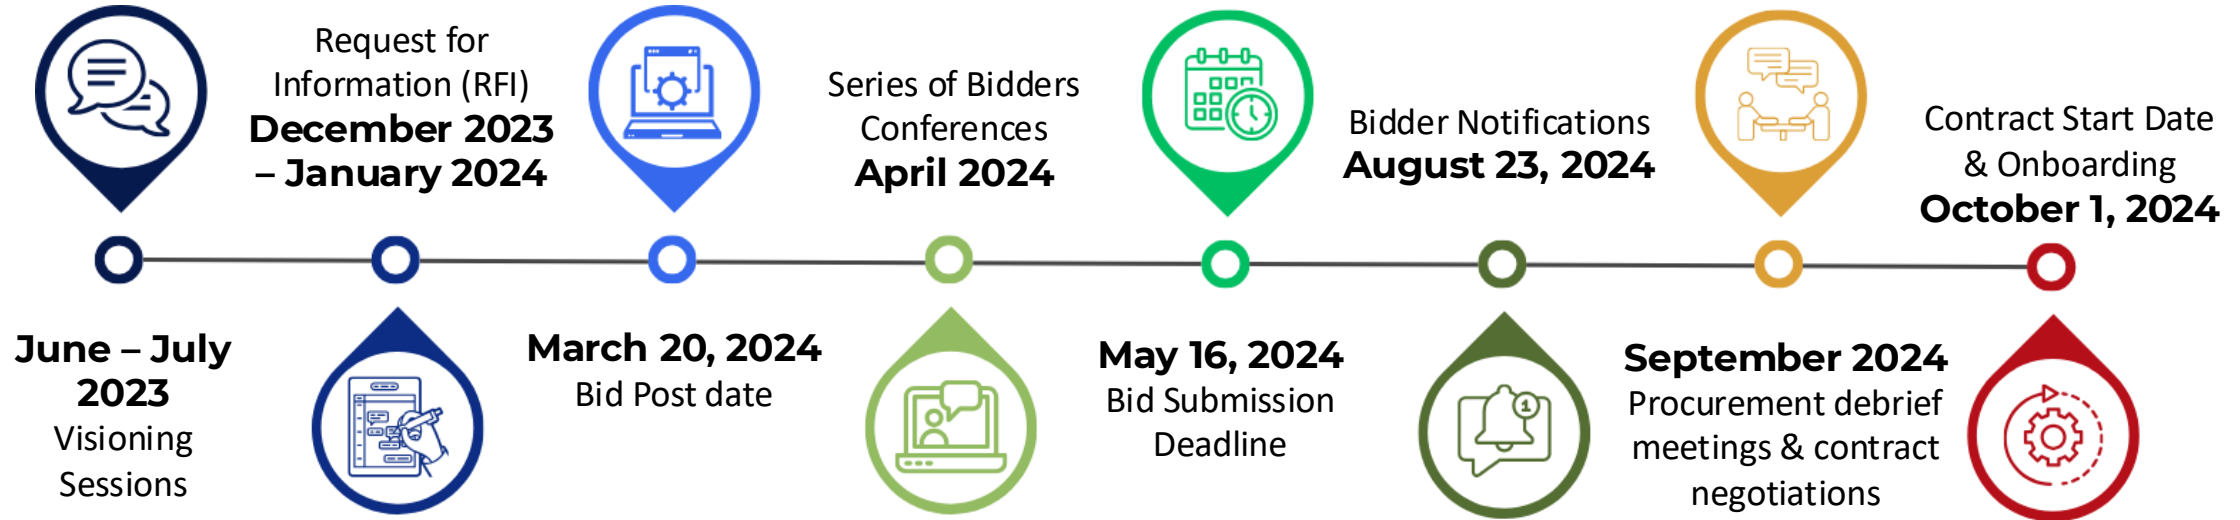 June – July
2023
Visioning
Sessions
Request for
Information (RFI)
December 2023
– January 2024
March 20, 2024
Bid Post date
Series of Bidders
Conferences
April 2024
May 16, 2024
Bid Submission
Deadline
Bidder Notifications
August 23, 2024
1
September 2024
Procurement debrief
meetings & contract
negotiations
Contract Start Date
& Onboarding
October 1, 2024